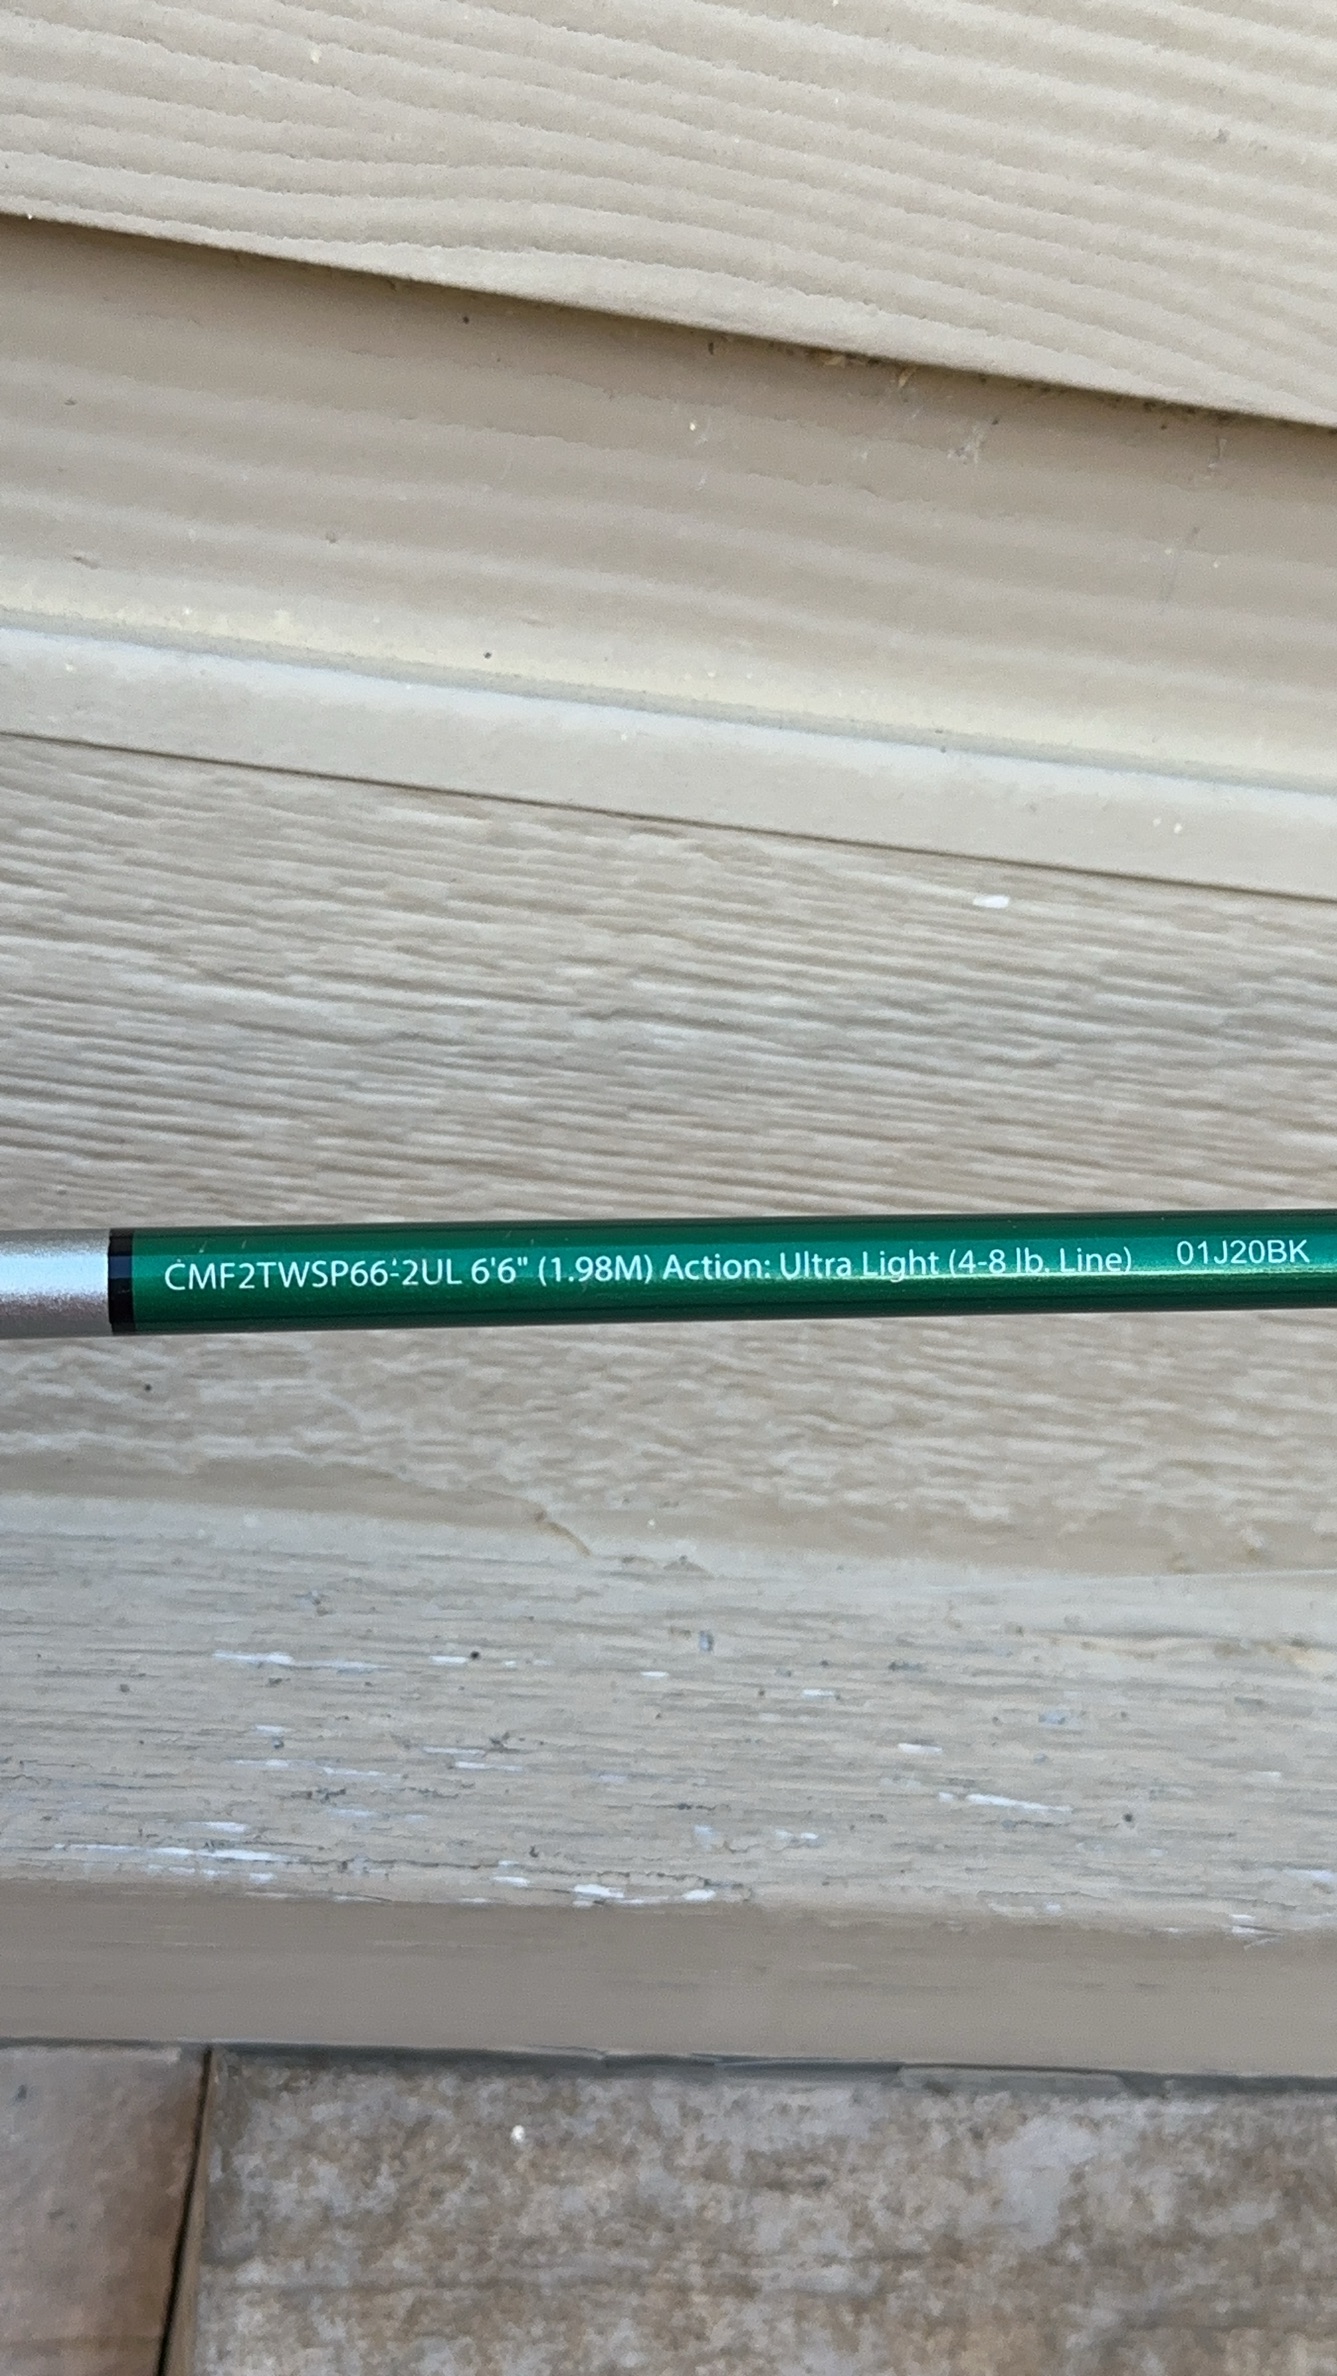 CMF2TWSP66-2UL 6'6" (1.98M) Action: Ultra Light (4-8 lb. Line) 01J20BK